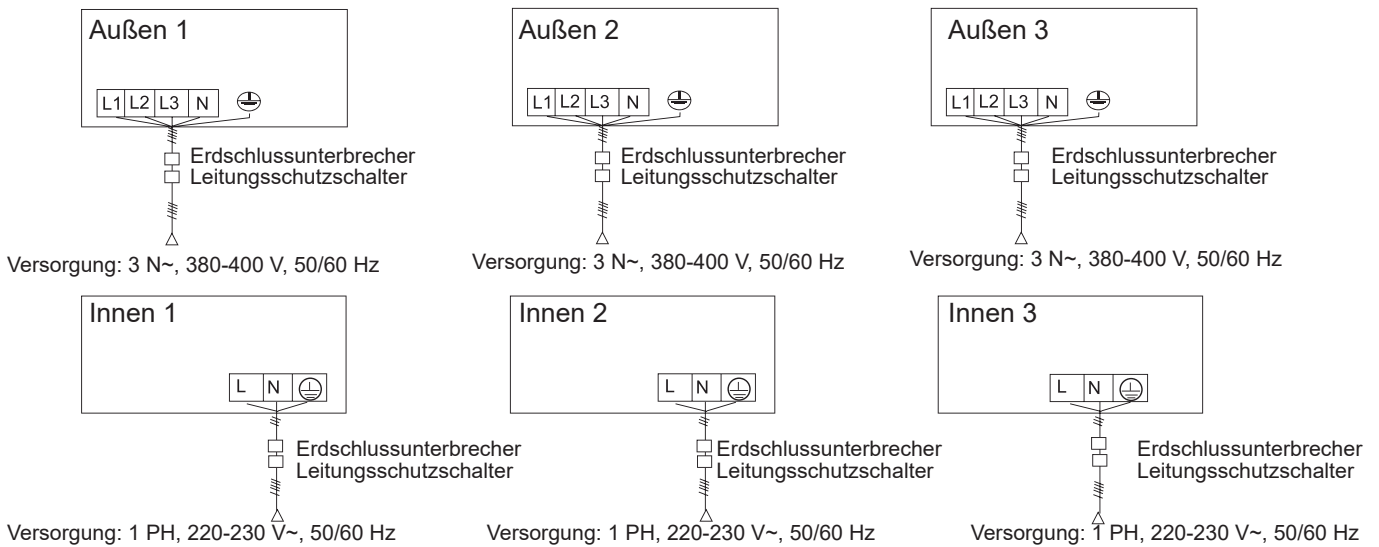 Außen 1
Außen 2
Außen 3
L1 L2 L3 N
L1 L2 L3 N
L1 L2 L3 N
Erdschlussunterbrecher
Leitungsschutzschalter
Erdschlussunterbrecher
Leitungsschutzschalter
Erdschlussunterbrecher
Leitungsschutzschalter
Versorgung: 3 N~, 380-400 V, 50/60 Hz
Versorgung: 3 N~, 380-400 V, 50/60 Hz
Versorgung: 3 N~, 380-400 V, 50/60 Hz
Innen 1
Innen 2
Innen 3
L N
L N
L N
Erdschlussunterbrecher
Leitungsschutzschalter
Erdschlussunterbrecher
Leitungsschutzschalter
Erdschlussunterbrecher
Leitungsschutzschalter
Versorgung: 1 PH, 220-230 V~, 50/60 Hz
Versorgung: 1 PH, 220-230 V~, 50/60 Hz
Versorgung: 1 PH, 220-230 V~, 50/60 Hz